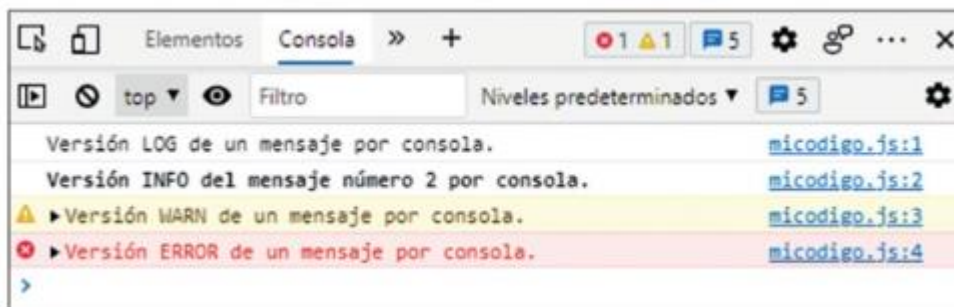 Elementos Consola » + 1 1 5 ··· ×
top ▼ Filtro Niveles predeterminados ▼ 5
Versión LOG de un mensaje por consola. micodigo.js:1
Versión INFO del mensaje número 2 por consola. micodigo.js:2
▶Versión WARN de un mensaje por consola. micodigo.js:3
▶Versión ERROR de un mensaje por consola. micodigo.js:4
>